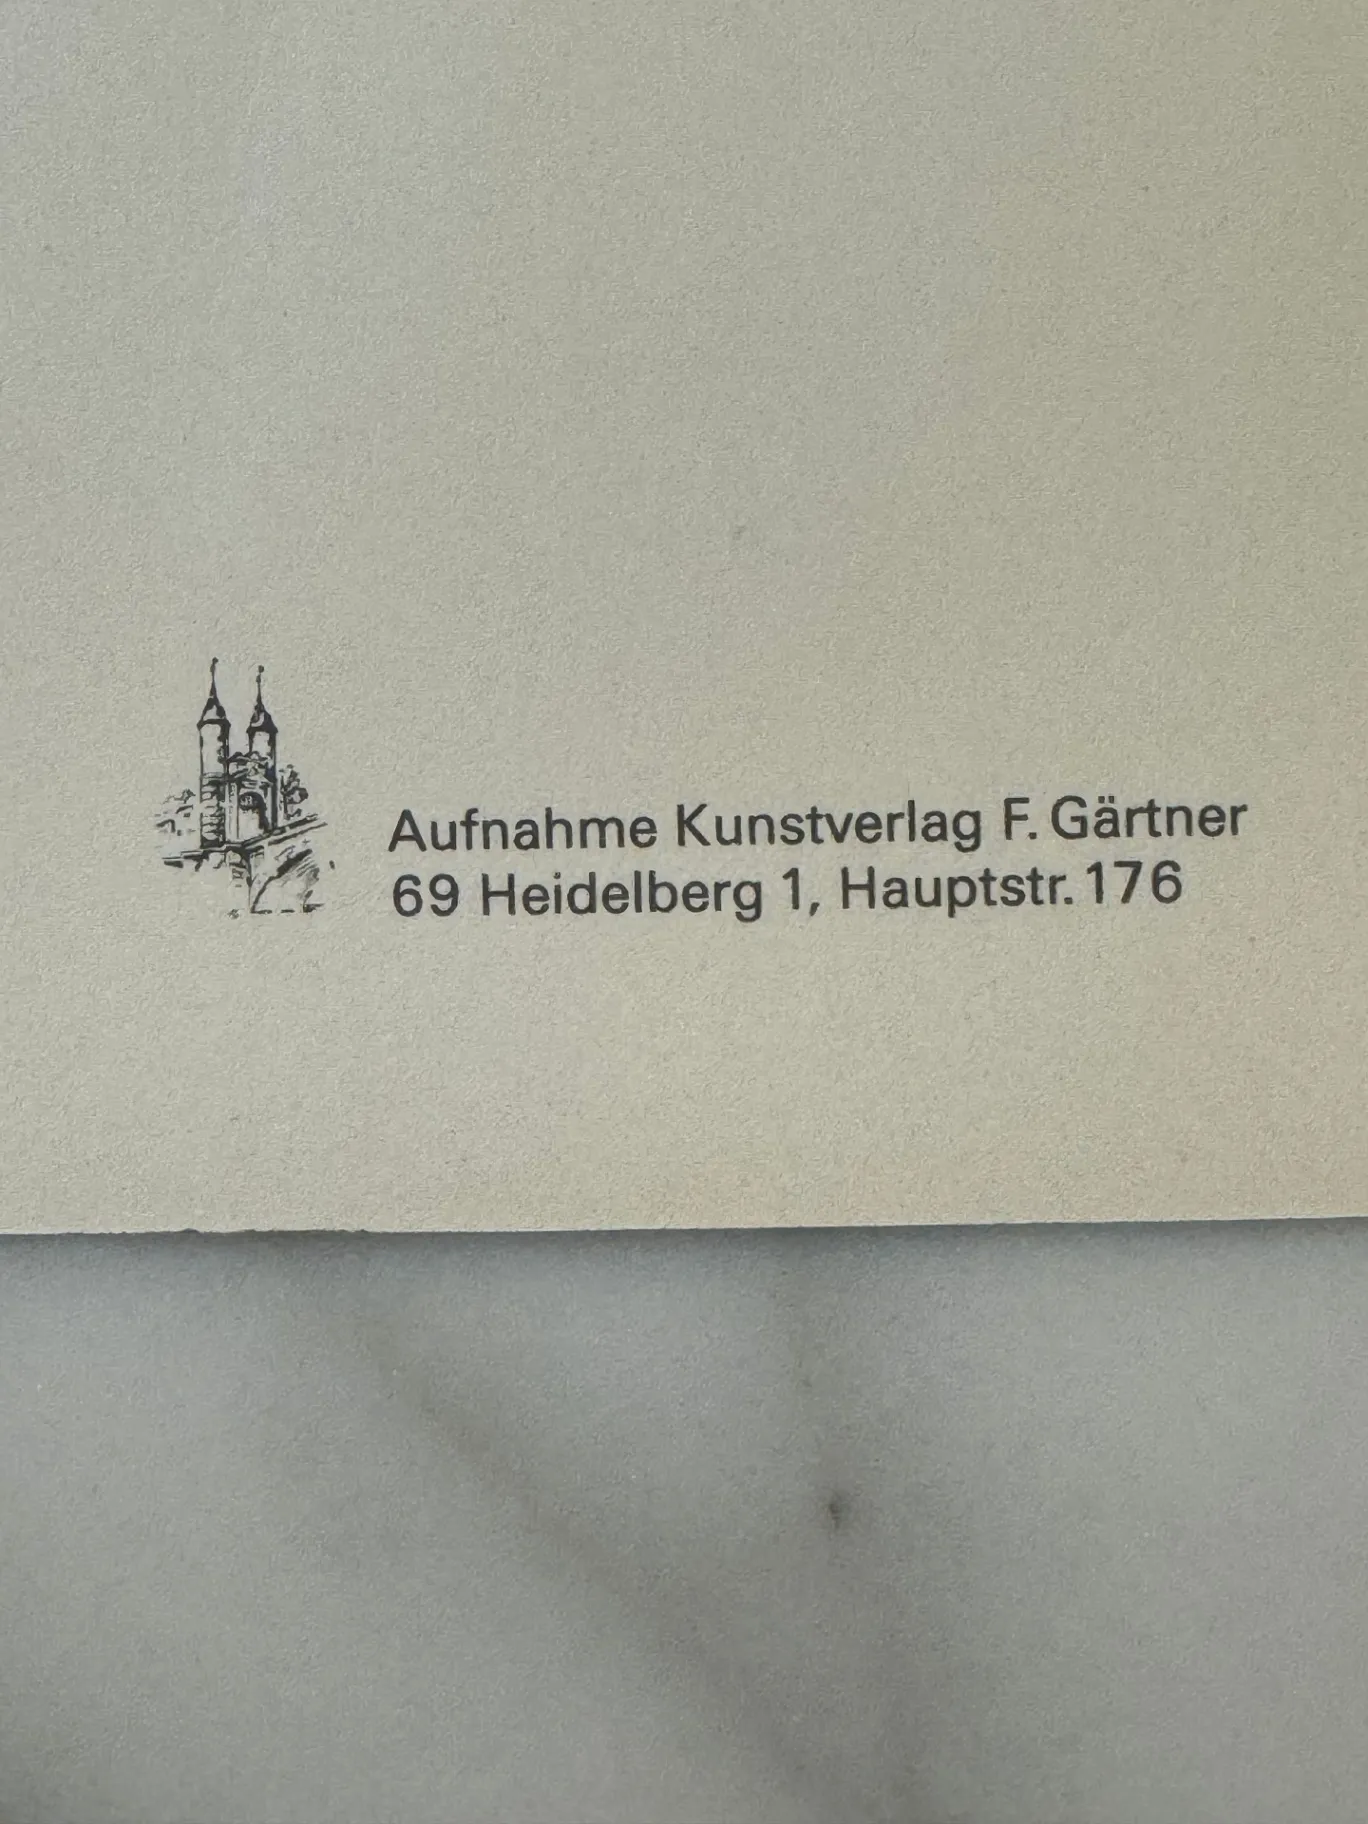 Aufnahme Kunstverlag F. Gärtner
69 Heidelberg 1, Hauptstr. 176